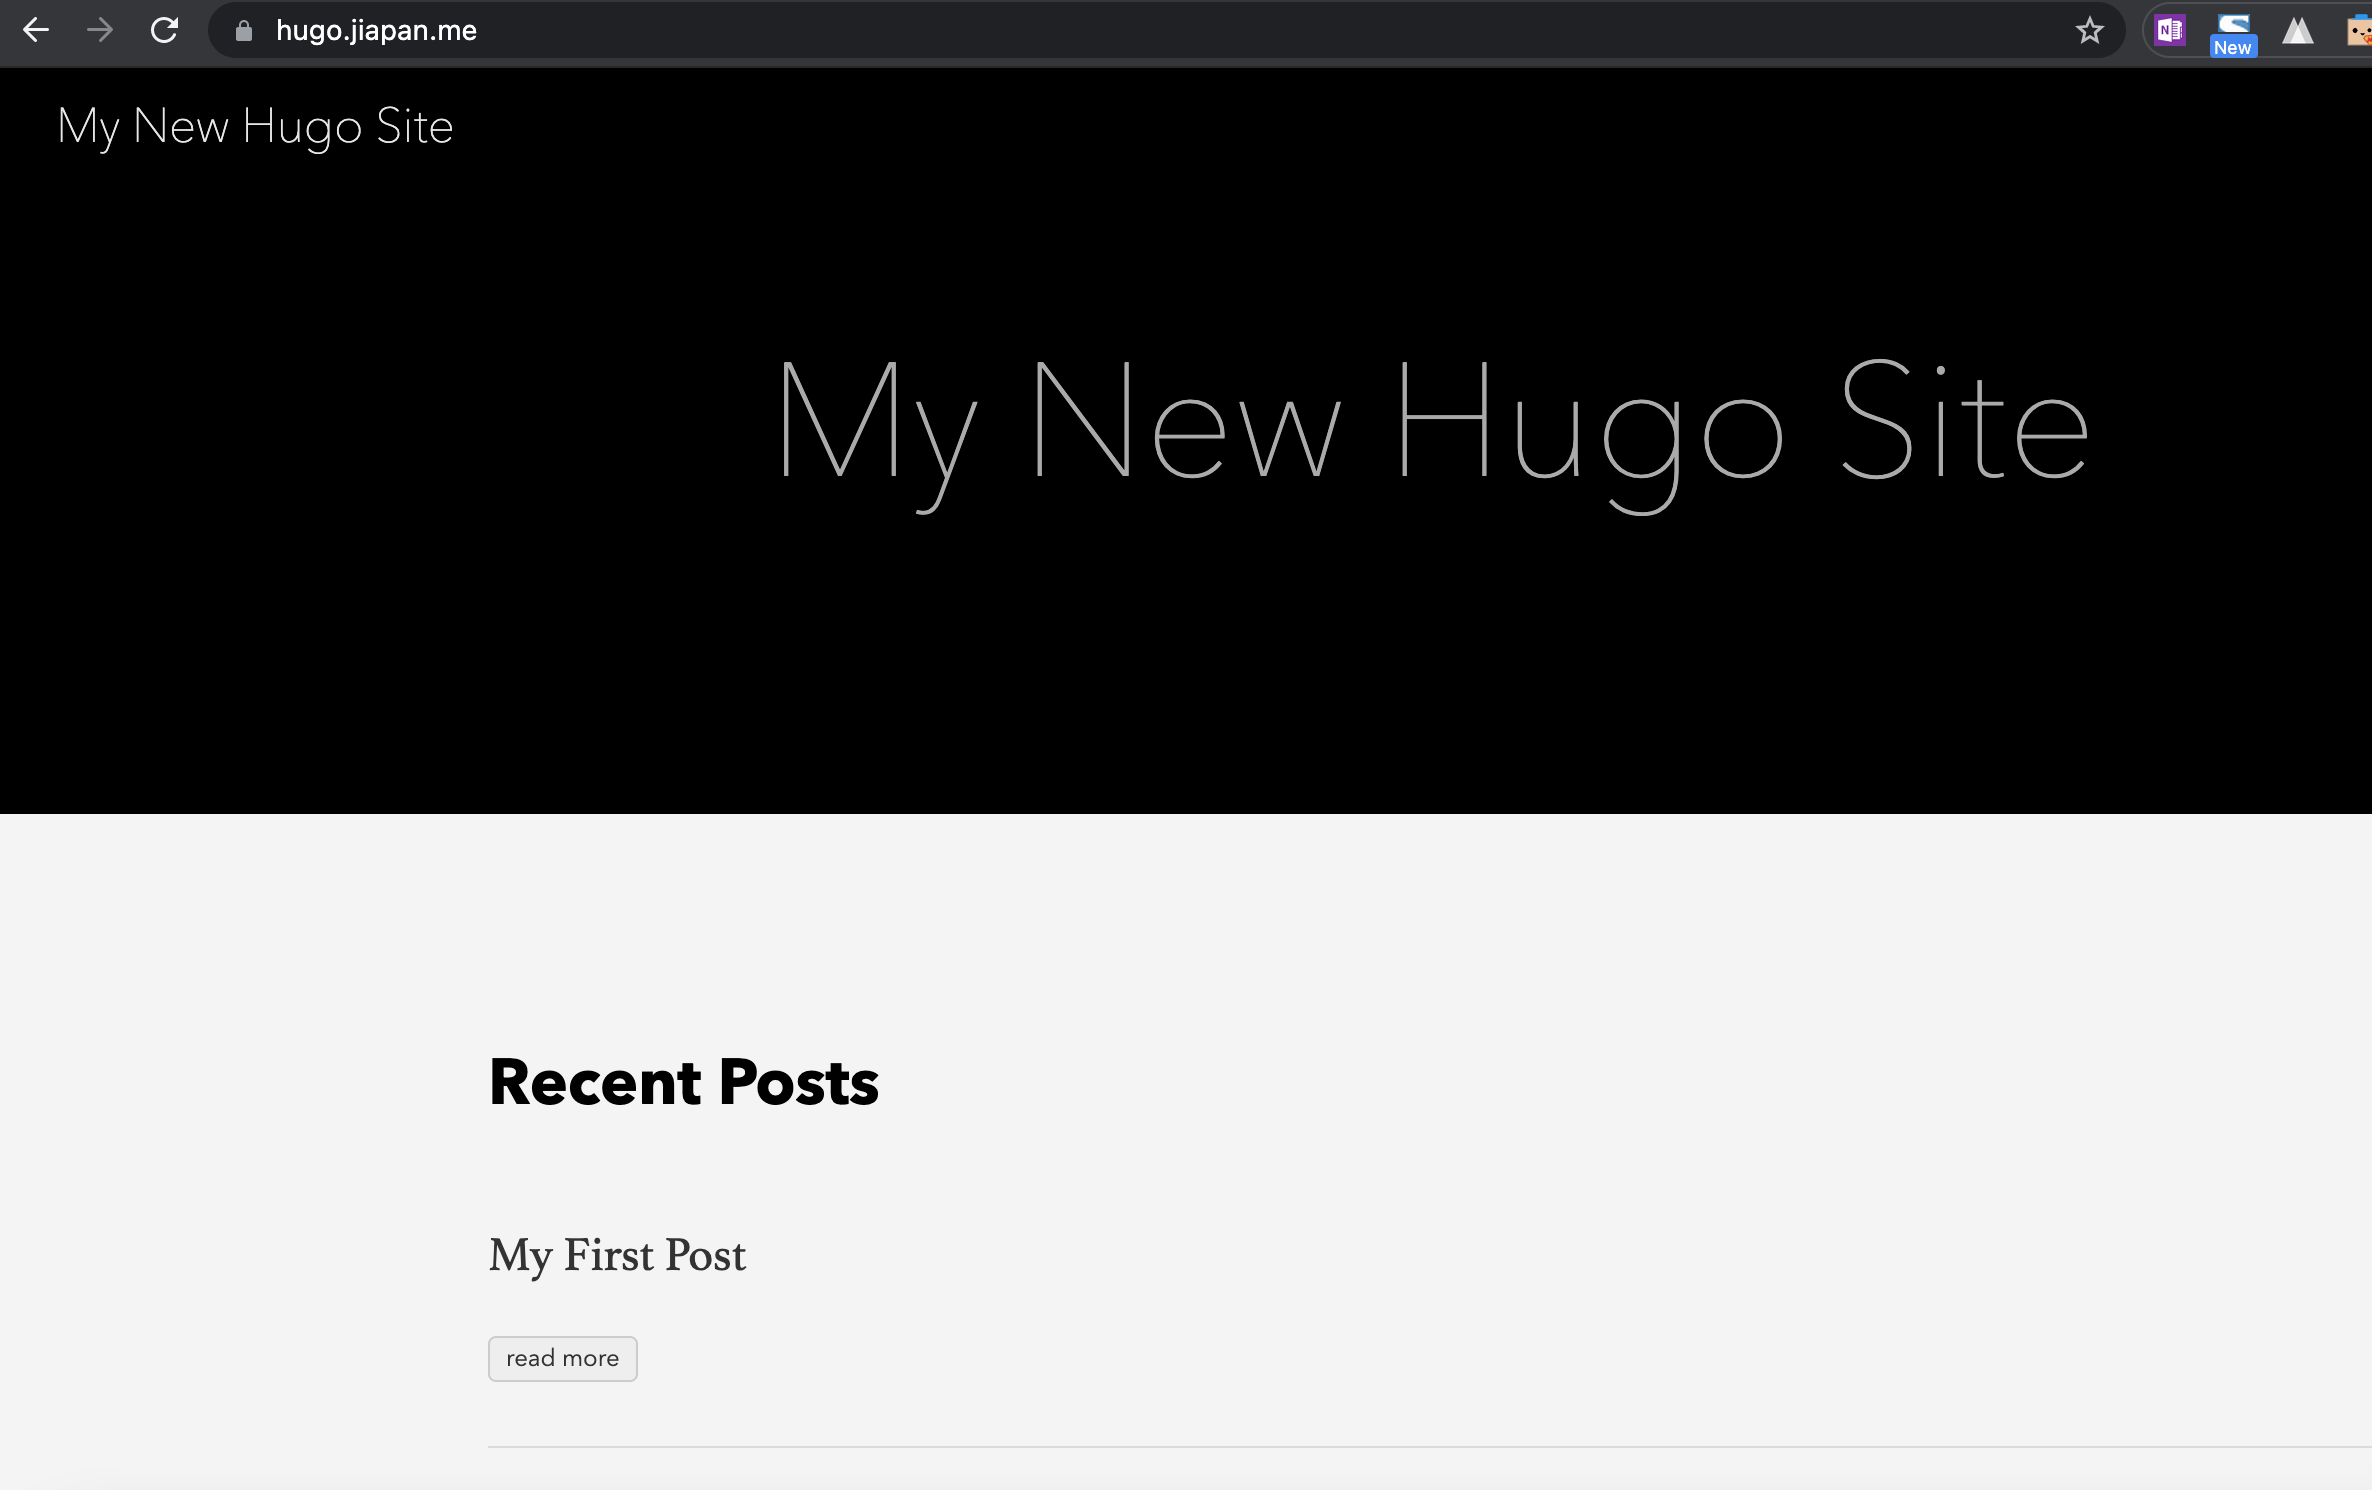 hugo.jiapan.me
N
New
My New Hugo Site
My New Hugo Site
Recent Posts
My First Post
read more